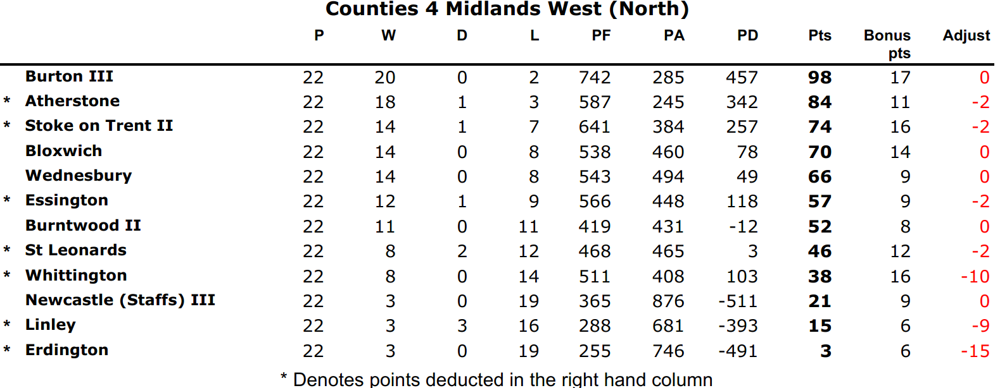 Counties 4 Midlands West (North)
P W D L PF PA PD Pts Bonus pts Adjust
Burton III 22 20 0 2 742 285 457 98 17 0
* Atherstone 22 18 1 3 587 245 342 84 11 -2
* Stoke on Trent II 22 14 1 7 641 384 257 74 16 -2
Bloxwich 22 14 0 8 538 460 78 70 14 0
Wednesbury 22 14 0 8 543 494 49 66 9 0
* Essington 22 12 1 9 566 448 118 57 9 -2
Burntwood II 22 11 0 11 419 431 -12 52 8 0
* St Leonards 22 8 2 12 468 465 3 46 12 -2
* Whittington 22 8 0 14 511 408 103 38 16 -10
Newcastle (Staffs) III 22 3 0 19 365 876 -511 21 9 0
* Linley 22 3 3 16 288 681 -393 15 6 -9
* Erdington 22 3 0 19 255 746 -491 3 6 -15
* Denotes points deducted in the right hand column